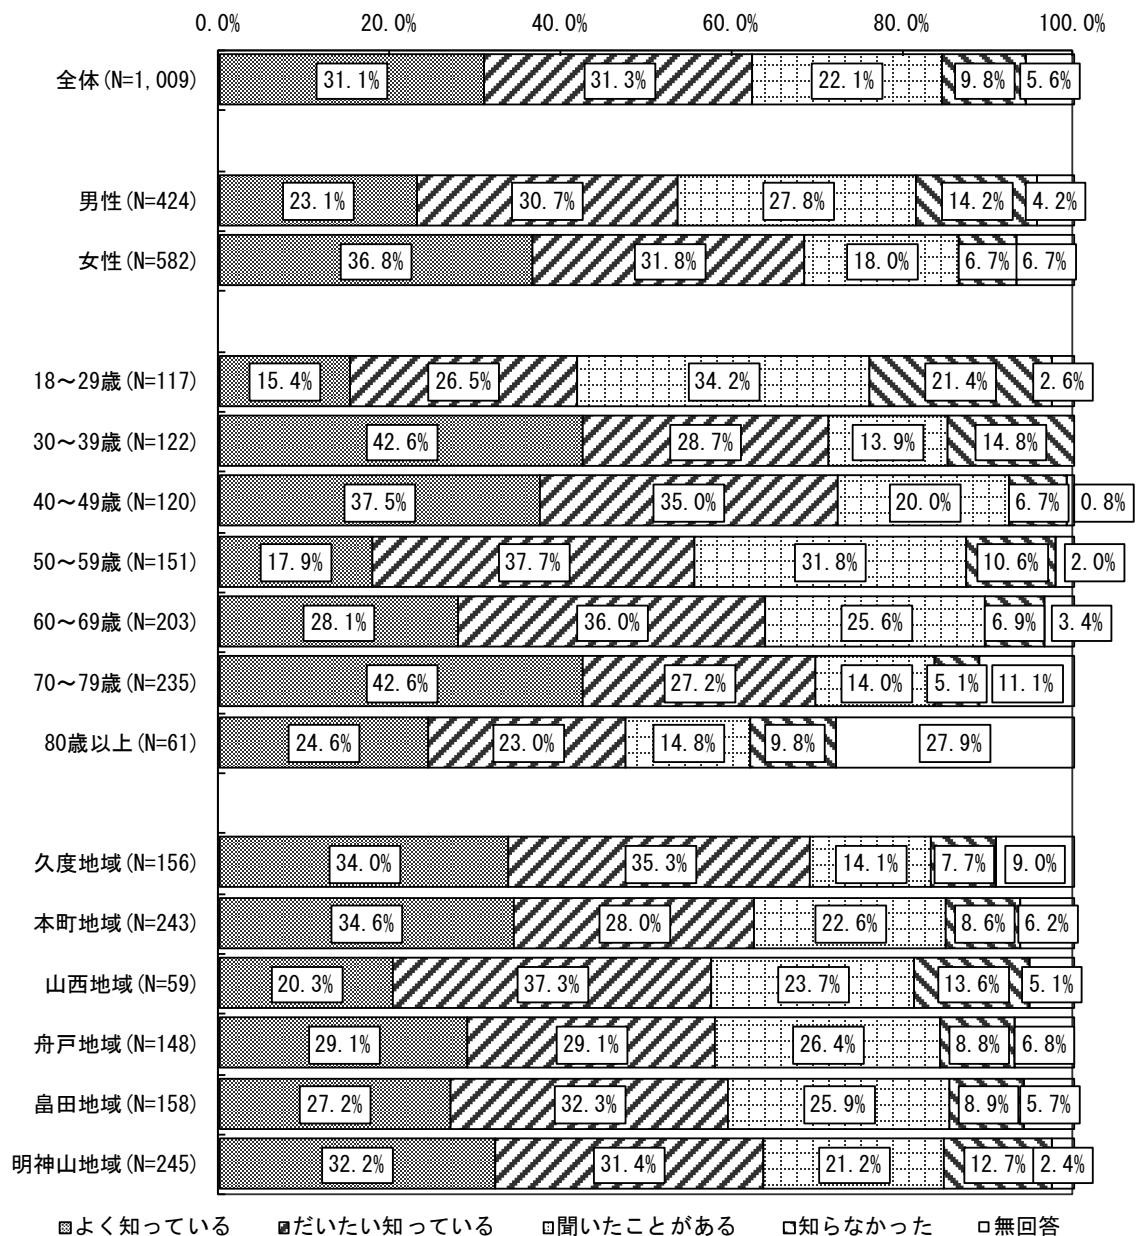 0.0% 20.0% 40.0% 60.0% 80.0% 100.0%
全体(N=1,009) 31.1% 31.3% 22.1% 9.8% 5.6%
男性(N=424) 23.1% 30.7% 27.8% 14.2% 4.2%
女性(N=582) 36.8% 31.8% 18.0% 6.7% 6.7%
18～29歳(N=117) 15.4% 26.5% 34.2% 21.4% 2.6%
30～39歳(N=122) 42.6% 28.7% 13.9% 14.8%
40～49歳(N=120) 37.5% 35.0% 20.0% 6.7% 0.8%
50～59歳(N=151) 17.9% 37.7% 31.8% 10.6% 2.0%
60～69歳(N=203) 28.1% 36.0% 25.6% 6.9% 3.4%
70～79歳(N=235) 42.6% 27.2% 14.0% 5.1% 11.1%
80歳以上(N=61) 24.6% 23.0% 14.8% 9.8% 27.9%
久度地域(N=156) 34.0% 35.3% 14.1% 7.7% 9.0%
本町地域(N=243) 34.6% 28.0% 22.6% 8.6% 6.2%
山西地域(N=59) 20.3% 37.3% 23.7% 13.6% 5.1%
舟戸地域(N=148) 29.1% 29.1% 26.4% 8.8% 6.8%
畠田地域(N=158) 27.2% 32.3% 25.9% 8.9% 5.7%
明神山地域(N=245) 32.2% 31.4% 21.2% 12.7% 2.4%
よく知っている だいたい知っている 聞いたことがある 知らなかった 無回答